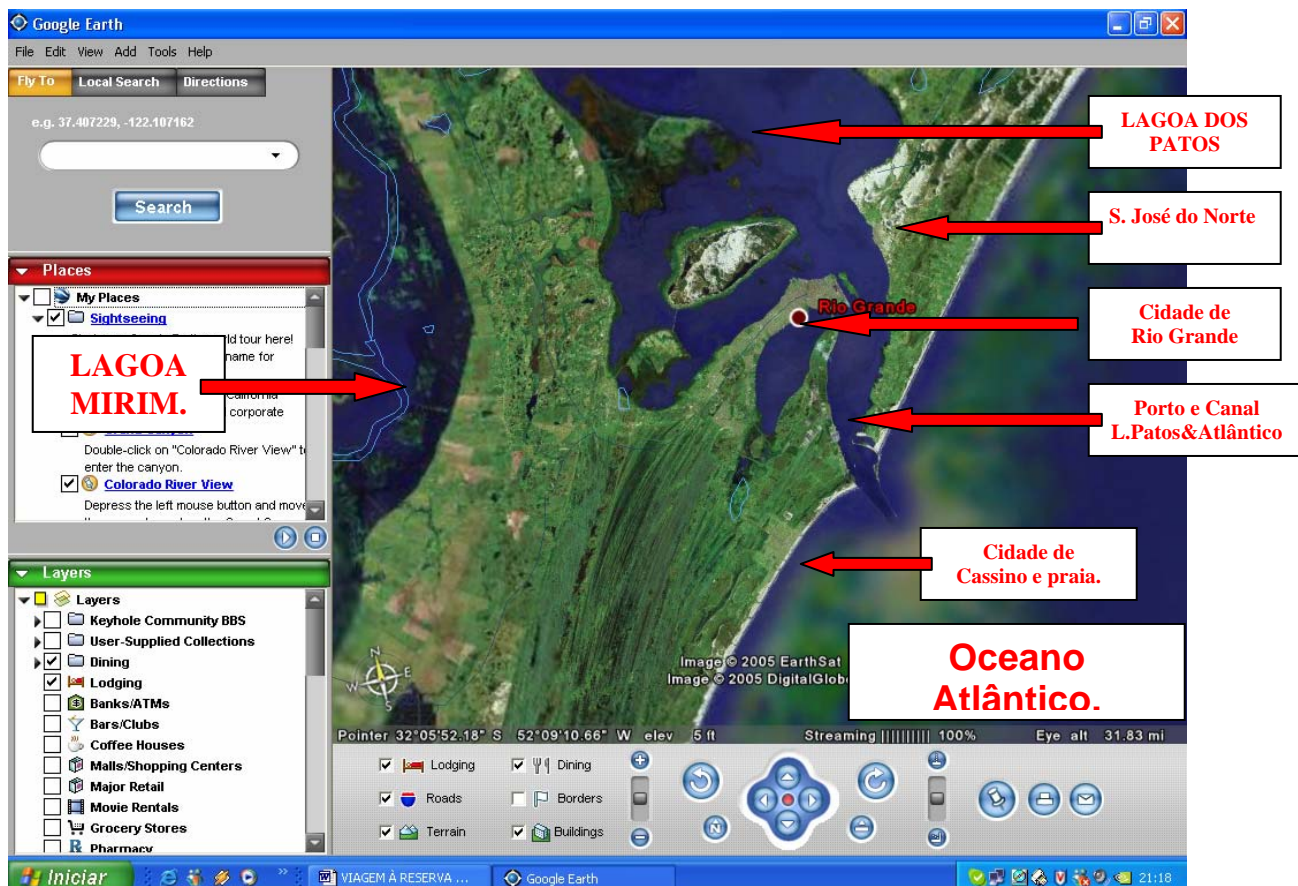 Google Earth
File Edit View Add Tools Help
Fly To Local Search Directions
e.g. 37.407229, -122.107162
Search
Places
My Places
Sightseeing
ld tour here!
name for
California
corporate
Double-click on "Colorado River View" t
enter the canyon.
Colorado River View
Depress the left mouse button and move
Layers
Layers
Keyhole Community BBS
User-Supplied Collections
Dining
Lodging
Banks/ATMs
Bars/Clubs
Coffee Houses
Malls/Shopping Centers
Major Retail
Movie Rentals
Grocery Stores
Pharmacy
LAGOA
MIRIM.
LAGOA DOS
PATOS
S. José do Norte
Rio Grande
Cidade de
Rio Grande
Porto e Canal
L.Patos&Atlântico
Cidade de
Cassino e praia.
Oceano
Atlântico.
N
W E
S
Image © 2005 EarthSat
Image © 2005 DigitalGlob
Pointer 32°05'52.18" S 52°09'10.66" W elev 5 ft Streaming 100% Eye alt 31.83 mi
Lodging Dining
Roads Borders
Terrain Buildings
N
Iniciar VIAGEM À RESERVA ... Google Earth 21:18